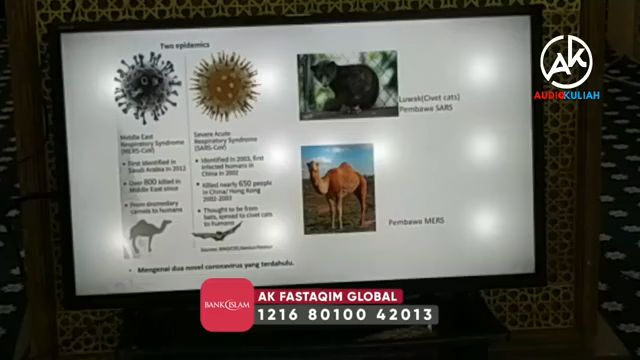 Two epidemics
Middle East
Respiratory Syndrome
(MERS-CoV)
• First identified in
Saudi Arabia in 2012
• Over 800 killed in
Middle East since
• From dromedary
camels to humans
Severe Acute
Respiratory Syndrome
(SARS-CoV)
• Identified in 2003, first
infected humans in
China in 2002
• Killed nearly 650 people
in China/ Hong Kong
2002-2003
• Thought to be from
bats, spread to civet cats
to humans
Luwak(Civet cats)
Pembawa SARS
Pembawa MERS
• Mengenai dua novel coronavirus yang terdahulu.
AK
AUDIOKULIAH
BANK ISLAM
AK FASTAQIM GLOBAL
1216 80100 42013